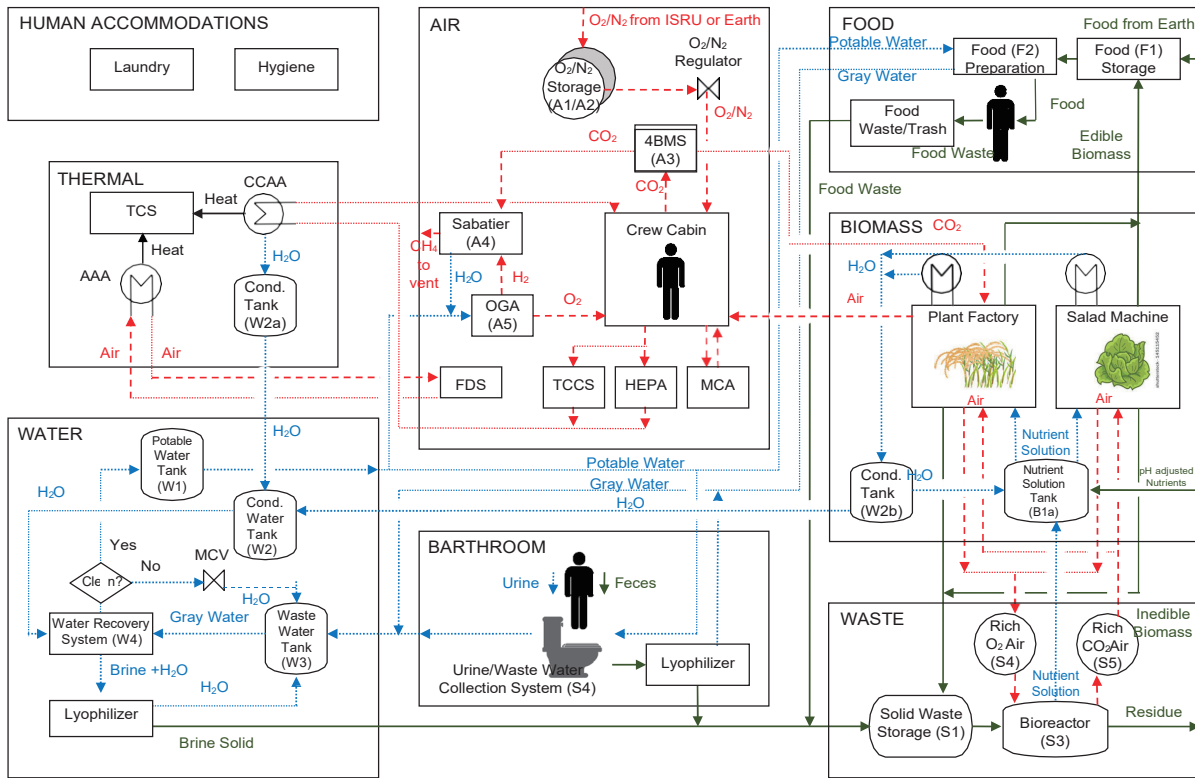 HUMAN ACCOMMODATIONS
Laundry
Hygiene
AIR
O₂/N₂ from ISRU or Earth
O₂/N₂
Storage
(A1/A2)
O₂/N₂
Regulator
O₂/N₂
CO₂
4BMS
(A3)
CO₂
Sabatier
(A4)
CH₄
to
vent
H₂O
H₂
OGA
(A5)
O₂
Crew Cabin
FDS
TCCS
HEPA
MCA
FOOD
Food from Earth
Potable Water
Gray Water
Food (F2)
Preparation
Food (F1)
Storage
Food
Food
Waste/Trash
Food Waste
Edible
Biomass
Food Waste
THERMAL
CCAA
TCS
Heat
Heat
AAA
H₂O
Cond.
Tank
(W2a)
Air
Air
H₂O
BIOMASS
CO₂
H₂O
Air
Plant Factory
Salad Machine
shutterstock · 145115452
Air
Air
Nutrient
Solution
Cond.
Tank
(W2b)
H₂O
Nutrient
Solution
Tank
(B1a)
pH adjusted
Nutrients
WATER
Potable
Water
Tank
(W1)
Potable Water
Gray Water
H₂O
H₂O
Cond.
Water
Tank
(W2)
Yes
No
MCV
Cle n?
H₂O
Water Recovery
System (W4)
Gray Water
Waste
Water
Tank
(W3)
Brine +H₂O
H₂O
Lyophilizer
Brine Solid
BARTHROOM
Urine
Feces
Urine/Waste Water
Collection System (S4)
Lyophilizer
WASTE
Inedible
Biomass
Rich
O₂ Air
(S4)
Rich
CO₂Air
(S5)
Nutrient
Solution
Solid Waste
Storage (S1)
Bioreactor
(S3)
Residue